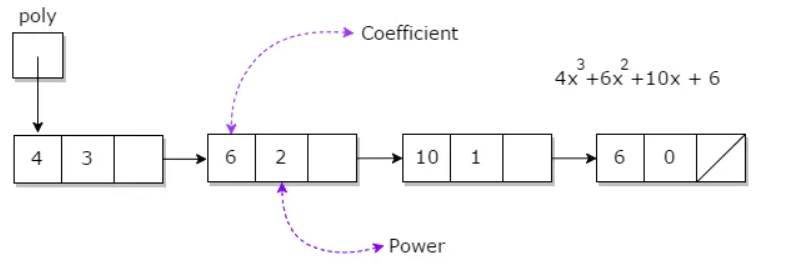 poly
Coefficient
4x³+6x²+10x + 6
4 3
6 2
10 1
6 0
Power